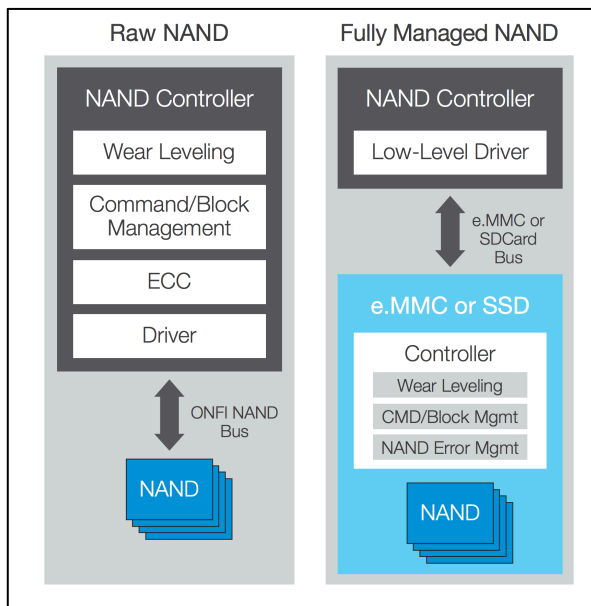 Raw NAND
NAND Controller
Wear Leveling
Command/Block
Management
ECC
Driver
ONFI NAND
Bus
NAND
Fully Managed NAND
NAND Controller
Low-Level Driver
e.MMC or
SDCard
Bus
e.MMC or SSD
Controller
Wear Leveling
CMD/Block Mgmt
NAND Error Mgmt
NAND